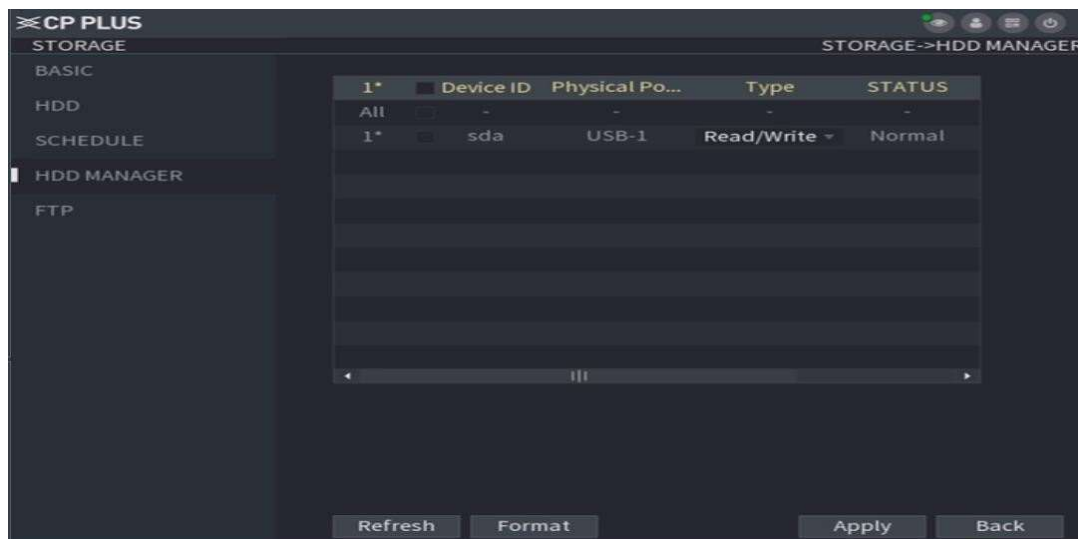 CP PLUS
STORAGE STORAGE->HDD MANAGER
BASIC
HDD
SCHEDULE
HDD MANAGER
FTP
1* Device ID Physical Po... Type STATUS
All - - - -
1* sda USB-1 Read/Write Normal
Refresh Format Apply Back